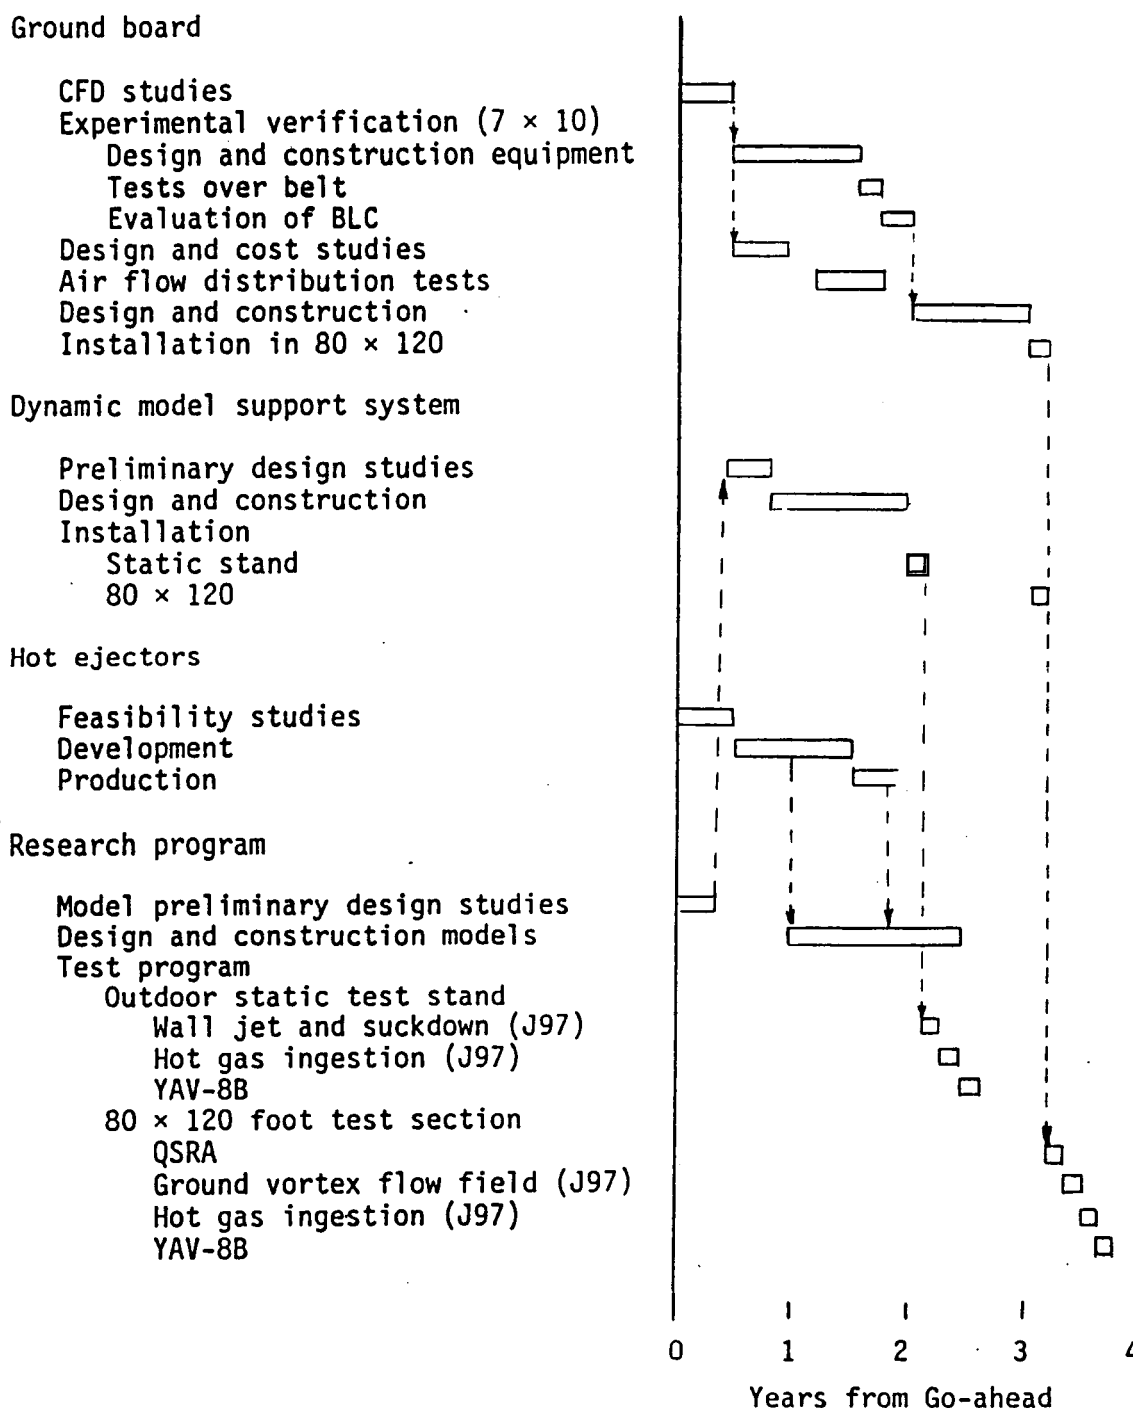 Ground board
CFD studies
Experimental verification (7 × 10)
Design and construction equipment
Tests over belt
Evaluation of BLC
Design and cost studies
Air flow distribution tests
Design and construction
Installation in 80 × 120
Dynamic model support system
Preliminary design studies
Design and construction
Installation
Static stand
80 × 120
Hot ejectors
Feasibility studies
Development
Production
Research program
Model preliminary design studies
Design and construction models
Test program
Outdoor static test stand
Wall jet and suckdown (J97)
Hot gas ingestion (J97)
YAV-8B
80 × 120 foot test section
QSRA
Ground vortex flow field (J97)
Hot gas ingestion (J97)
YAV-8B
0 1 2 3 4
Years from Go-ahead